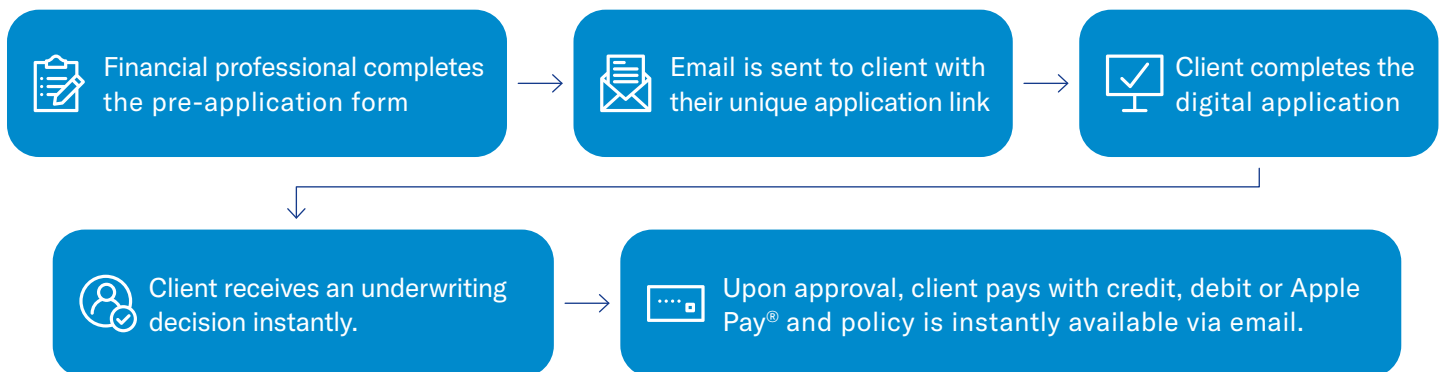 Financial professional completes
the pre-application form
Email is sent to client with
their unique application link
Client completes the
digital application
Client receives an underwriting
decision instantly.
Upon approval, client pays with credit, debit or Apple
Pay® and policy is instantly available via email.